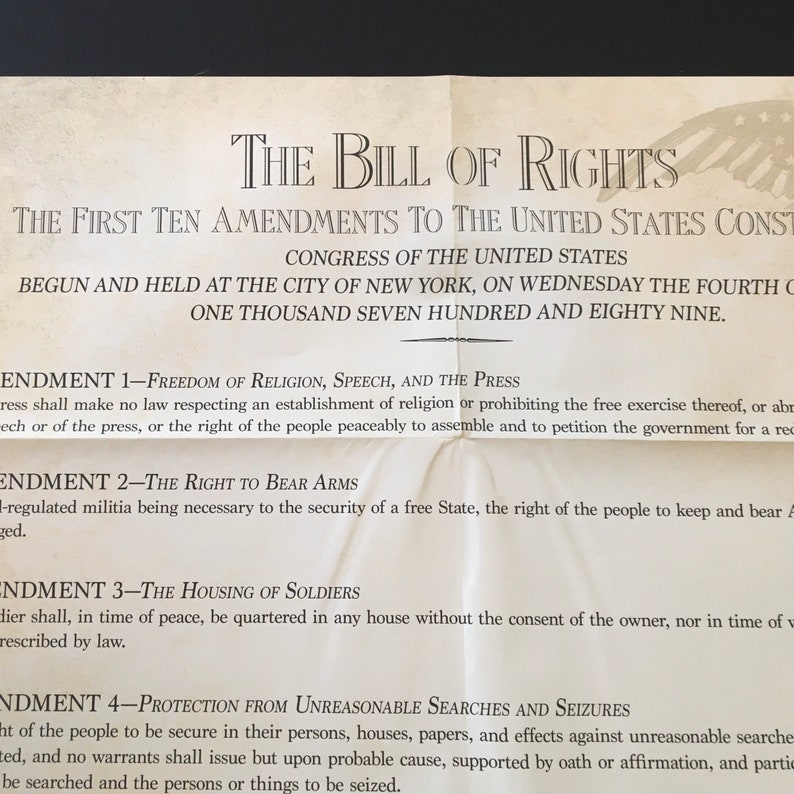 The Bill of Rights
The First Ten Amendments To The United States Const
CONGRESS OF THE UNITED STATES
BEGUN AND HELD AT THE CITY OF NEW YORK, ON WEDNESDAY THE FOURTH O
ONE THOUSAND SEVEN HUNDRED AND EIGHTY NINE.
ENDMENT 1—Freedom of Religion, Speech, and the Press
ress shall make no law respecting an establishment of religion or prohibiting the free exercise thereof, or abr
ech or of the press, or the right of the people peaceably to assemble and to petition the government for a red
ENDMENT 2—The Right to Bear Arms
l-regulated militia being necessary to the security of a free State, the right of the people to keep and bear A
ged.
ENDMENT 3—The Housing of Soldiers
dier shall, in time of peace, be quartered in any house without the consent of the owner, nor in time of w
rescribed by law.
NDMENT 4—Protection from Unreasonable Searches and Seizures
ht of the people to be secure in their persons, houses, papers, and effects against unreasonable searche
ted, and no warrants shall issue but upon probable cause, supported by oath or affirmation, and partic
be searched and the persons or things to be seized.